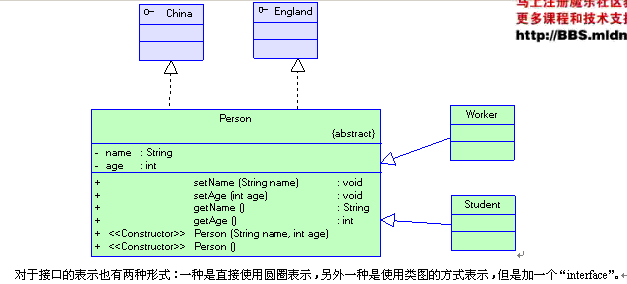 马上注册魔乐社区获
更多课程和技术支持
http://BBS.mldn
China
England
Person
{abstract}
- name : String
- age : int
+ setName (String name) : void
+ setAge (int age) : void
+ getName () : String
+ getAge () : int
+ <<Constructor>> Person (String name, int age)
+ <<Constructor>> Person ()
Worker
Student
对于接口的表示也有两种形式：一种是直接使用圆圈表示，另外一种是使用类图的方式表示，但是加一个“interface”。